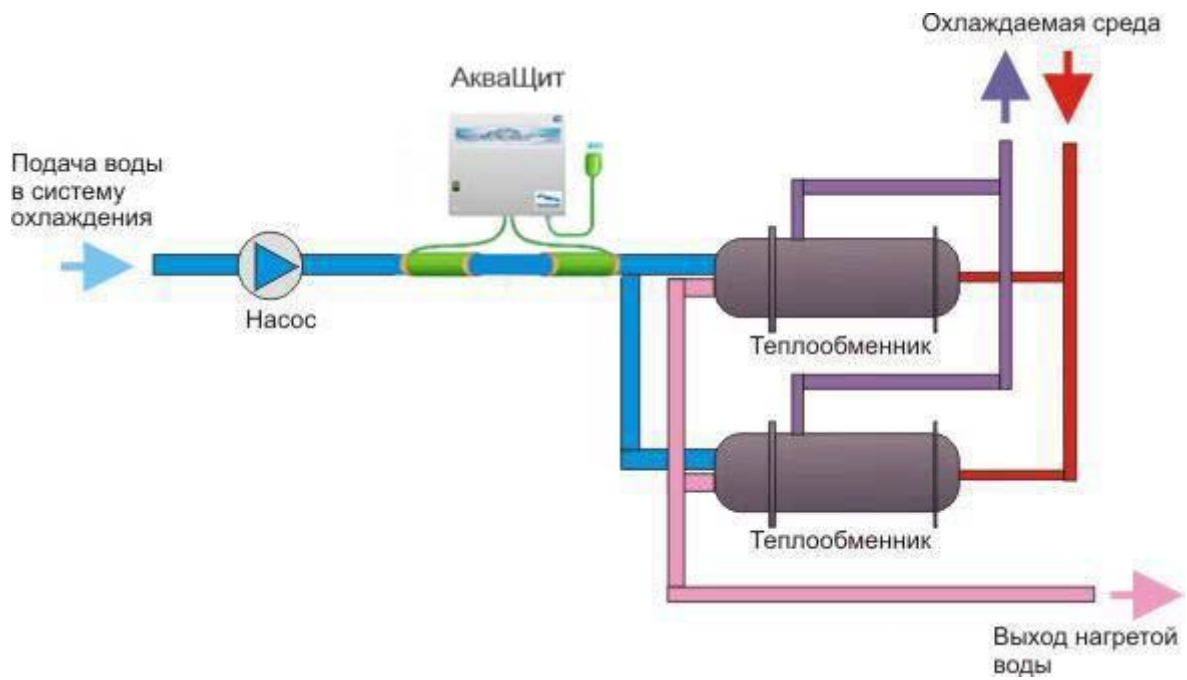 Охлаждаемая среда
АкваЩит
Подача воды
в систему
охлаждения
Насос
Теплообменник
Теплообменник
Выход нагретой
воды